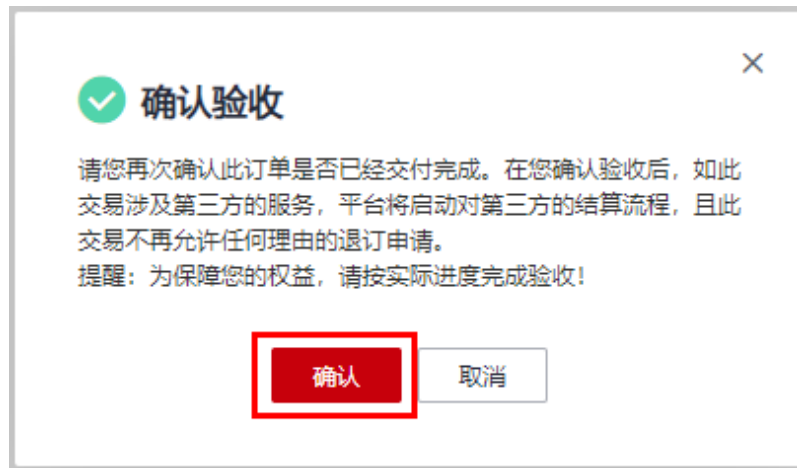 确认验收
请您再次确认此订单是否已经交付完成。在您确认验收后，如此
交易涉及第三方的服务，平台将启动对第三方的结算流程，且此
交易不再允许任何理由的退订申请。
提醒：为保障您的权益，请按实际进度完成验收！
确认 取消